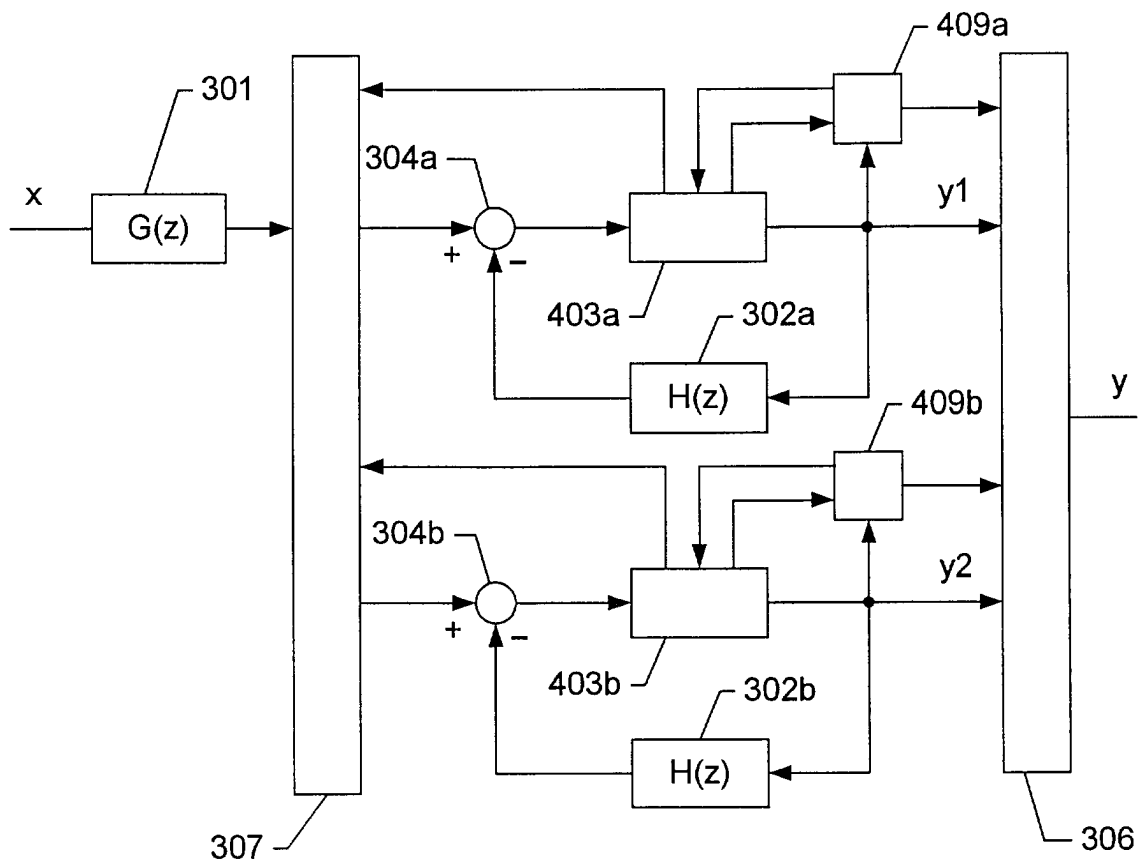 409a
301
304a
x
G(z)
y1
+
−
403a
302a
H(z)
y
409b
304b
y2
+
−
403b
302b
H(z)
307
306